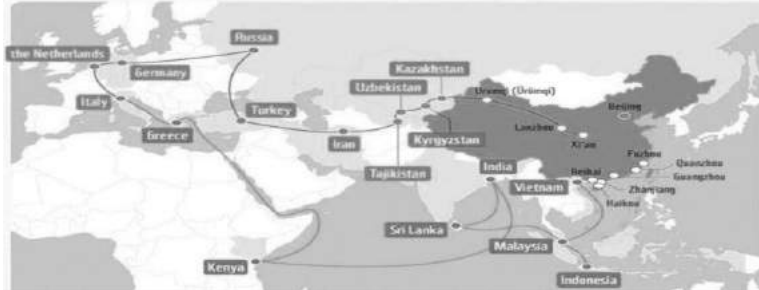 Russia
the Netherlands
Germany
Kazakhstan
Uzbekistan
Urumqi (Ürümqi)
Italy
Beijing
Turkey
Greece
Lanzhou
Iran
Kyrgyzstan
Xi'an
Fuzhou
India
Quanzhou
Tajikistan
Beihai
Guangzhou
Vietnam
Zhanjiang
Haikou
Sri Lanka
Malaysia
Kenya
Indonesia